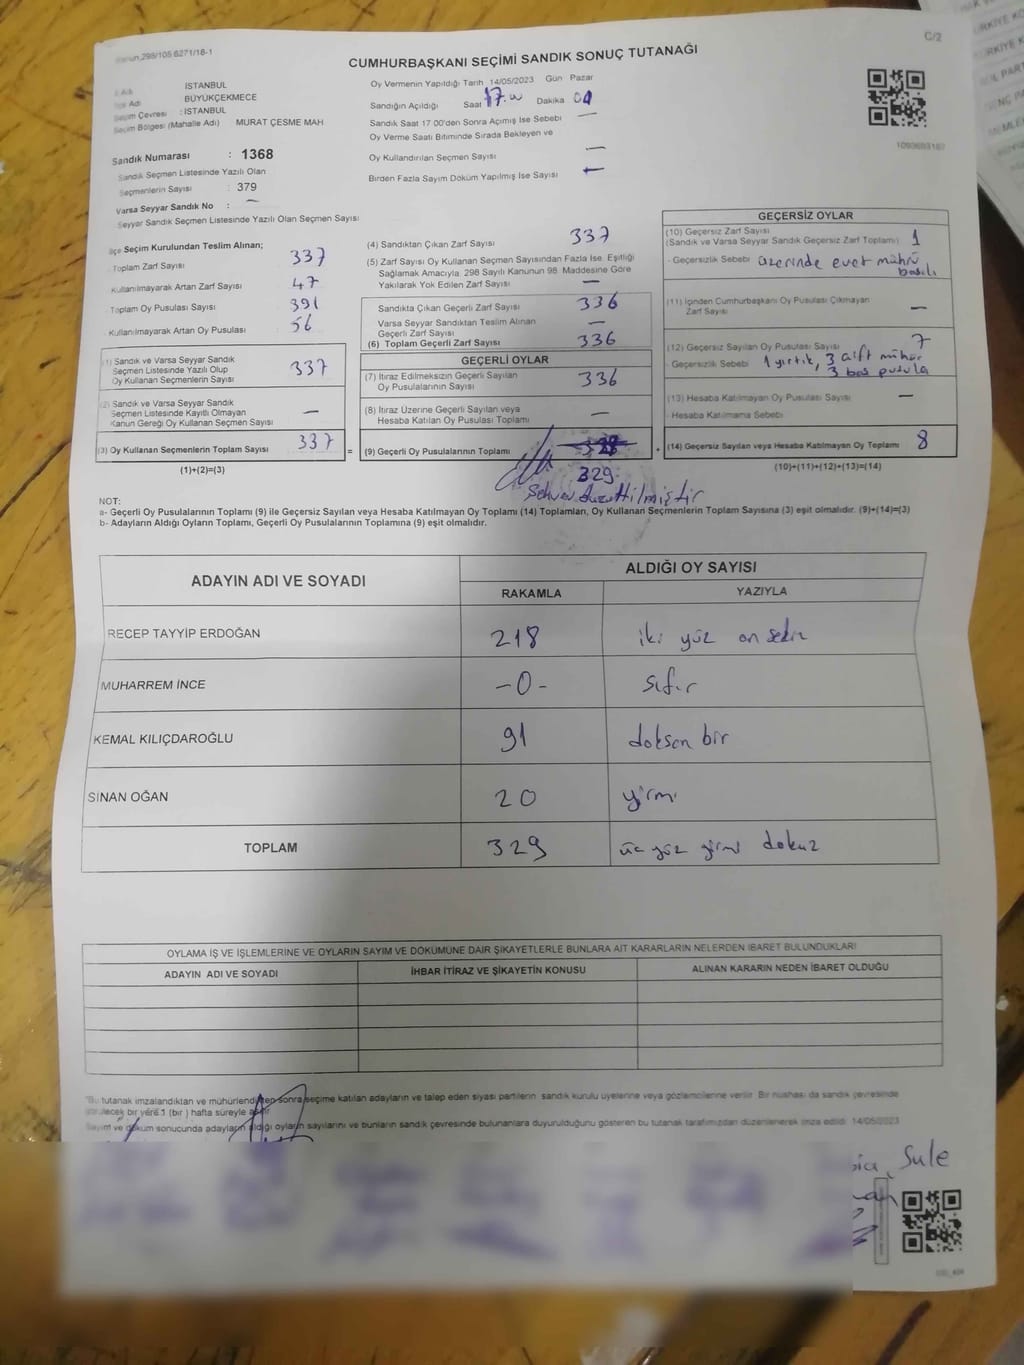 298/105 6271/18-1
C/2
CUMHURBAŞKANI SEÇİMİ SANDIK SONUÇ TUTANAĞI
İl Adı : İSTANBUL
İlçe Adı BÜYÜKÇEKMECE
Seçim Çevresi : İSTANBUL
Seçim Bölgesi (Mahalle Adı) MURAT ÇESME MAH
Sandık Numarası : 1368
Sandık Seçmen Listesinde Yazılı Olan
Seçmenlerin Sayısı : 379
Varsa Seyyar Sandık No : —
Seyyar Sandık Seçmen Listesinde Yazılı Olan Seçmen Sayısı
Oy Vermenin Yapıldığı Tarih 14/05/2023 Gün Pazar
Sandığın Açıldığı Saat 17.00 Dakika 00
Sandık Saat 17 00'den Sonra Açımış İse Sebebi —
Oy Verme Saati Bitiminde Sırada Bekleyen ve
Oy Kullandırılan Seçmen Sayısı —
Birden Fazla Sayım Döküm Yapılmış İse Sayısı —
İlçe Seçim Kurulundan Teslim Alınan;
Toplam Zarf Sayısı 337
Kullanılmayarak Artan Zarf Sayısı 47
Toplam Oy Pusulası Sayısı 391
Kullanılmayarak Artan Oy Pusulası 56
(1) Sandık ve Varsa Seyyar Sandık
Seçmen Listesinde Yazılı Olup
Oy Kullanan Seçmenlerin Sayısı 337
(2) Sandık ve Varsa Seyyar Sandık
Seçmen Listesinde Kayıtlı Olmayan
Kanun Gereği Oy Kullanan Seçmen Sayısı —
(3) Oy Kullanan Seçmenlerin Toplam Sayısı 337 =
(1)+(2)=(3)
(4) Sandıktan Çıkan Zarf Sayısı 337
(5) Zarf Sayısı Oy Kullanan Seçmen Sayısından Fazla İse, Eşitliği
Sağlamak Amacıyla, 298 Sayılı Kanunun 98. Maddesine Göre
Yakılarak Yok Edilen Zarf Sayısı —
Sandıkta Çıkan Geçerli Zarf Sayısı 336
Varsa Seyyar Sandıktan Teslim Alınan
Geçerli Zarf Sayısı —
(6) Toplam Geçerli Zarf Sayısı 336
GEÇERLİ OYLAR
(7) İtiraz Edilmeksizin Geçerli Sayılan
Oy Pusulalarının Sayısı 336
(8) İtiraz Üzerine Geçerli Sayılan veya
Hesaba Katılan Oy Pusulası Toplamı —
(9) Geçerli Oy Pusulalarının Toplamı +
329
Sehven düzeltilmiştir
GEÇERSİZ OYLAR
(10) Geçersiz Zarf Sayısı
(Sandık ve Varsa Seyyar Sandık Geçersiz Zarf Toplamı) 1
- Geçersizlik Sebebi üzerinde evet mührü
basılı
(11) İçinden Cumhurbaşkanı Oy Pusulası Çıkmayan
Zarf Sayısı —
(12) Geçersiz Sayılan Oy Pusulası Sayısı 7
- Geçersizlik Sebebi 1 yırtık, 3 çift mühür
3 boş pusula
(13) Hesaba Katılmayan Oy Pusulası Sayısı —
- Hesaba Katılmama Sebebi
(14) Geçersiz Sayılan veya Hesaba Katılmayan Oy Toplamı 8
(10)+(11)+(12)+(13)=(14)
NOT:
a- Geçerli Oy Pusulalarının Toplamı (9) ile Geçersiz Sayılan veya Hesaba Katılmayan Oy Toplamı (14) Toplamları, Oy Kullanan Seçmenlerin Toplam Sayısına (3) eşit olmalıdır. (9)+(14)=(3)
b- Adayların Aldığı Oyların Toplamı, Geçerli Oy Pusulalarının Toplamına (9) eşit olmalıdır.
ADAYIN ADI VE SOYADI ALDIĞI OY SAYISI
RAKAMLA YAZIYLA
RECEP TAYYİP ERDOĞAN 218 iki yüz on sekiz
MUHARREM İNCE -0- sıfır
KEMAL KILIÇDAROĞLU 91 doksan bir
SİNAN OĞAN 20 yirmi
TOPLAM 329 üç yüz yirmi dokuz
OYLAMA İŞ VE İŞLEMLERİNE VE OYLARIN SAYIM VE DÖKÜMÜNE DAİR ŞİKAYETLERLE BUNLARA AİT KARARLARIN NELERDEN İBARET BULUNDUKLARI
ADAYIN ADI VE SOYADI İHBAR İTİRAZ VE ŞİKAYETİN KONUSU ALINAN KARARIN NEDEN İBARET OLDUĞU
"Bu tutanak imzalandıktan ve mühürlendikten sonra seçime katılan adayların ve talep eden siyasi partilerin sandık kurulu üyelerine veya gözlemcilerine verilir. Bir nüshası da sandık çevresinde
görülecek bir yere 1 (bir) hafta süreyle asılır
Sayım ve döküm sonucunda adayların aldığı oyların sayılarını ve bunların sandık çevresinde bulunanlara duyurulduğunu gösteren bu tutanak tarafımızdan düzenlenerek imza edildi. 14/05/2023
Şule